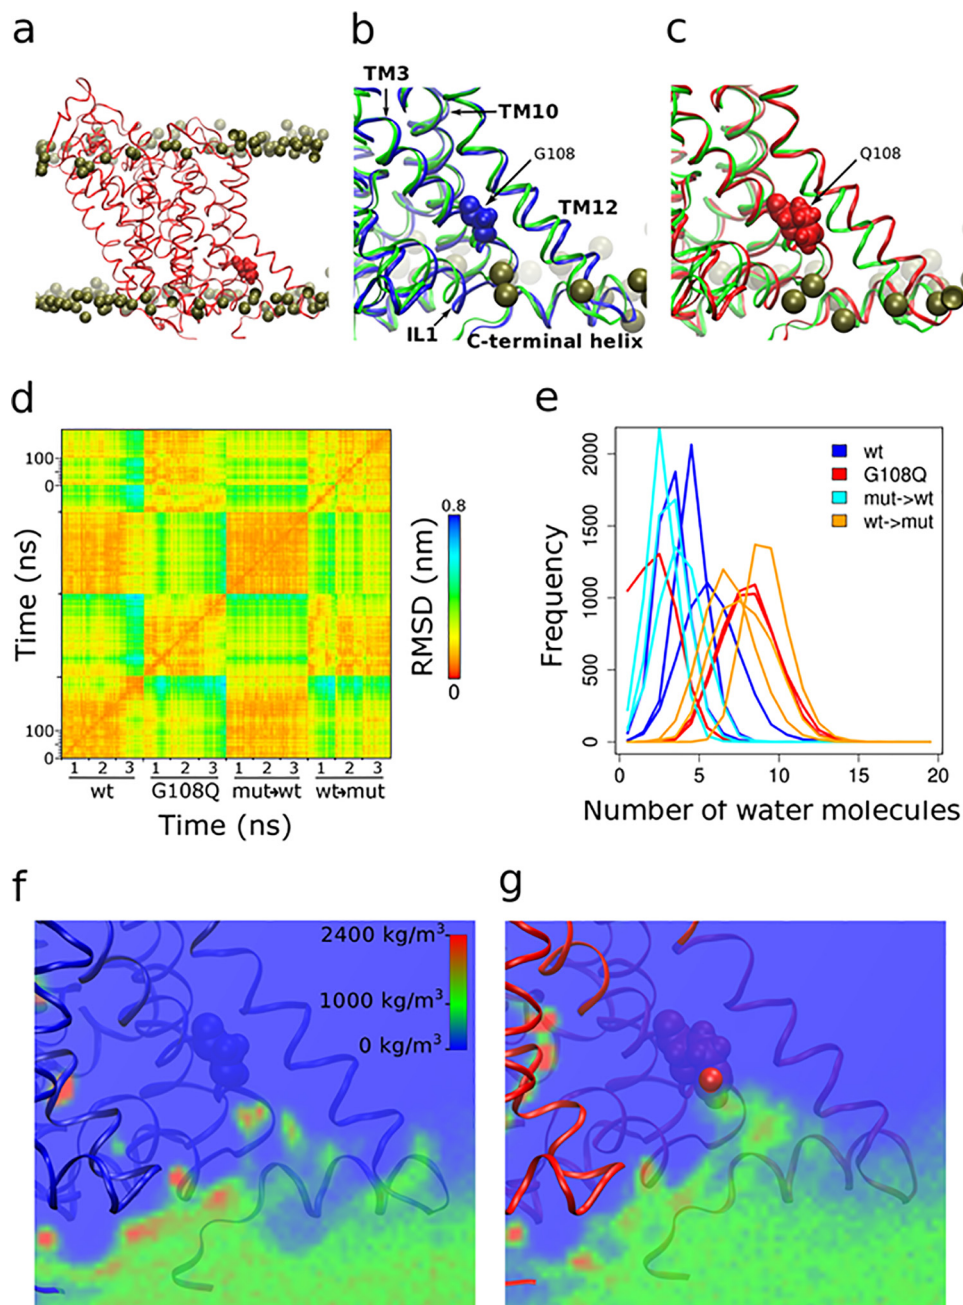 a
b
c
TM3
TM10
G108
TM12
IL1
C-terminal helix
Q108
d
Time (ns)
100
0
100
0
1 2 3 1 2 3 1 2 3 1 2 3
wt G108Q mut→wt wt→mut
Time (ns)
RMSD (nm)
0.8
0
e
Frequency
2000
1500
1000
500
0
wt
G108Q
mut->wt
wt->mut
0 5 10 15 20
Number of water molecules
f
2400 kg/m³
1000 kg/m³
0 kg/m³
g